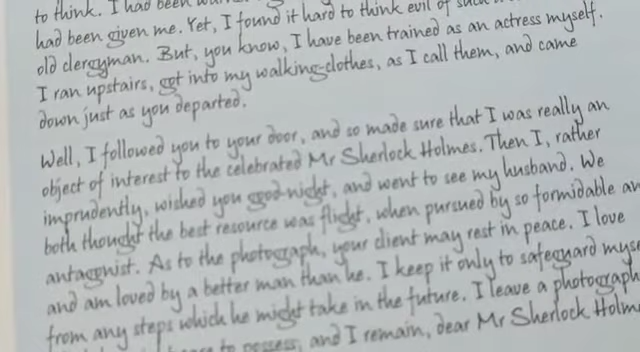 to think. I had been
had been given me. Yet, I found it hard to think evil of such
old clergyman. But, you know, I have been trained as an actress myself.
I ran upstairs, got into my walking-clothes, as I call them, and came
down just as you departed.
Well, I followed you to your door, and so made sure that I was really an
object of interest to the celebrated Mr Sherlock Holmes. Then I, rather
imprudently, wished you good-night, and went to see my husband. We
both thought the best resource was flight, when pursued by so formidable an
antagonist. As to the photograph, your client may rest in peace. I love
and am loved by a better man than he. I keep it only to safeguard myse
from any steps which he might take in the future. I leave a photograph
to possess, and I remain, dear Mr Sherlock Holm